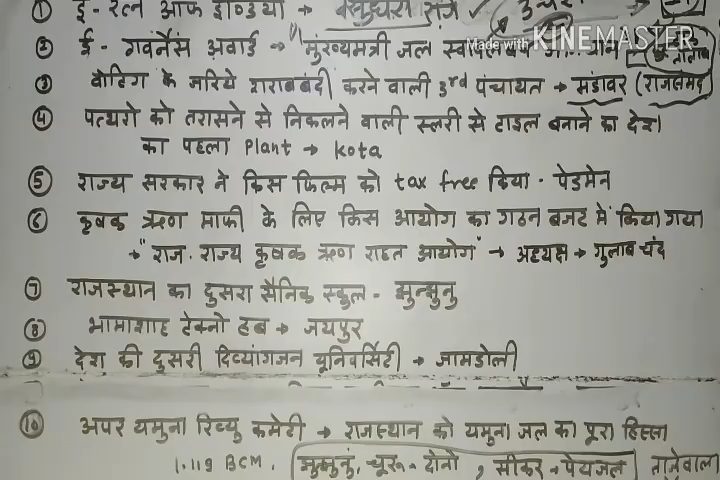 ① ई-रत्न आफ इण्डिया → वसुन्धरा राजे
② ई-गवर्नेंस अवार्ड → "मुख्यमंत्री जल स्वावलंबन
Made with KINEMASTER
③ वोटिंग के जरिये शराबबंदी करने वाली 3rd पंचायत → मंडावर (राजसमंद)
④ पत्थरो को तरासने से निकलने वाली स्लरी से टाइल बनाने का देश
का पहला Plant → Kota
⑤ राज्य सरकार ने किस फिल्म को tax free किया - पेडमेन
⑥ कृषक ऋण माफी के लिए किस आयोग का गठन बजट में किया गया
→ "राज. राज्य कृषक ऋण राहत आयोग" → अध्यक्ष → गुलाब चंद
⑦ राजस्थान का दुसरा सैनिक स्कुल - झुन्झुनु
⑧ भामाशाह टेक्नो हब → जयपुर
⑨ देश की दुसरी दिव्यांगजन यूनिवर्सिटी → जामडोली
⑩ अपर यमुना रिव्यु कमेटी → राजस्थान को यमुना जल का पूरा हिस्सा
1.119 BCM. झुन्झुनुं, चूरू - दोनो, सीकर - पेयजल ताजेवाला